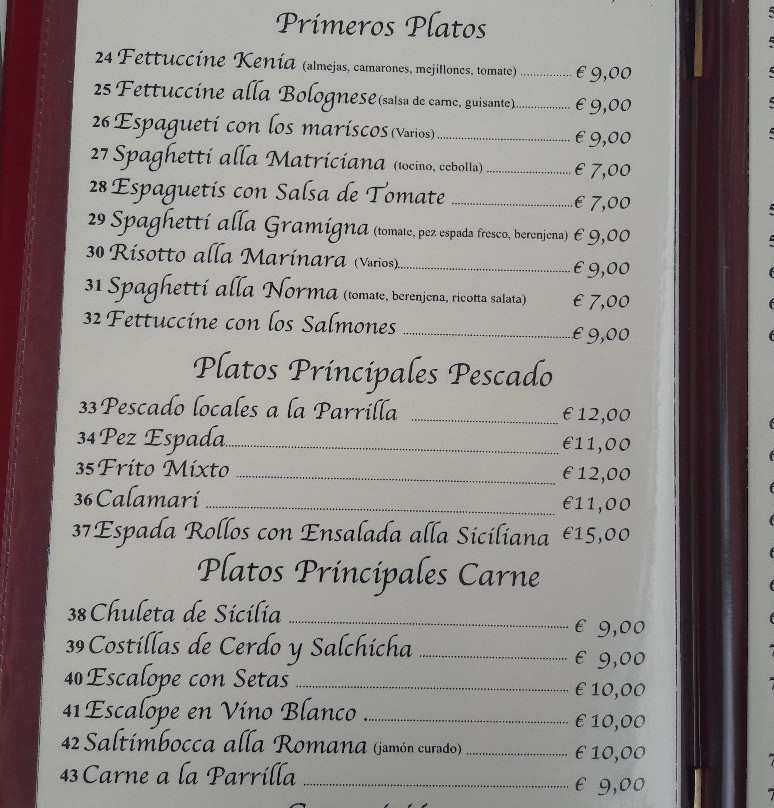 Primeros Platos
24 Fettuccine Kenia (almejas, camarones, mejillones, tomate) ............. € 9,00
25 Fettuccine alla Bolognese (salsa de carne, guisante).............. € 9,00
26 Espagueti con los mariscos (Varios) ................................. € 9,00
27 Spaghetti alla Matriciana (tocino, cebolla) ..................... € 7,00
28 Espaguetis con Salsa de Tomate .............................. € 7,00
29 Spaghetti alla Gramigna (tomate, pez espada fresco, berenjena) € 9,00
30 Risotto alla Marinara (Varios)........................................... € 9,00
31 Spaghetti alla Norma (tomate, berenjena, ricotta salata) € 7,00
32 Fettuccine con los Salmones .......................................... € 9,00
Platos Principales Pescado
33 Pescado locales a la Parrilla .................................... € 12,00
34 Pez Espada.................................................................................... €11,00
35 Frito Mixto ................................................................................ € 12,00
36 Calamari ....................................................................................... €11,00
37 Espada Rollos con Ensalada alla Siciliana €15,00
Platos Principales Carne
38 Chuleta de Sicilia ..................................................................... € 9,00
39 Costillas de Cerdo y Salchicha ..................................... € 9,00
40 Escalope con Setas .................................................................... € 10,00
41 Escalope en Vino Blanco .................................................. € 10,00
42 Saltimbocca alla Romana (jamón curado) ......................... € 10,00
43 Carne a la Parrilla .................................................................. € 9,00